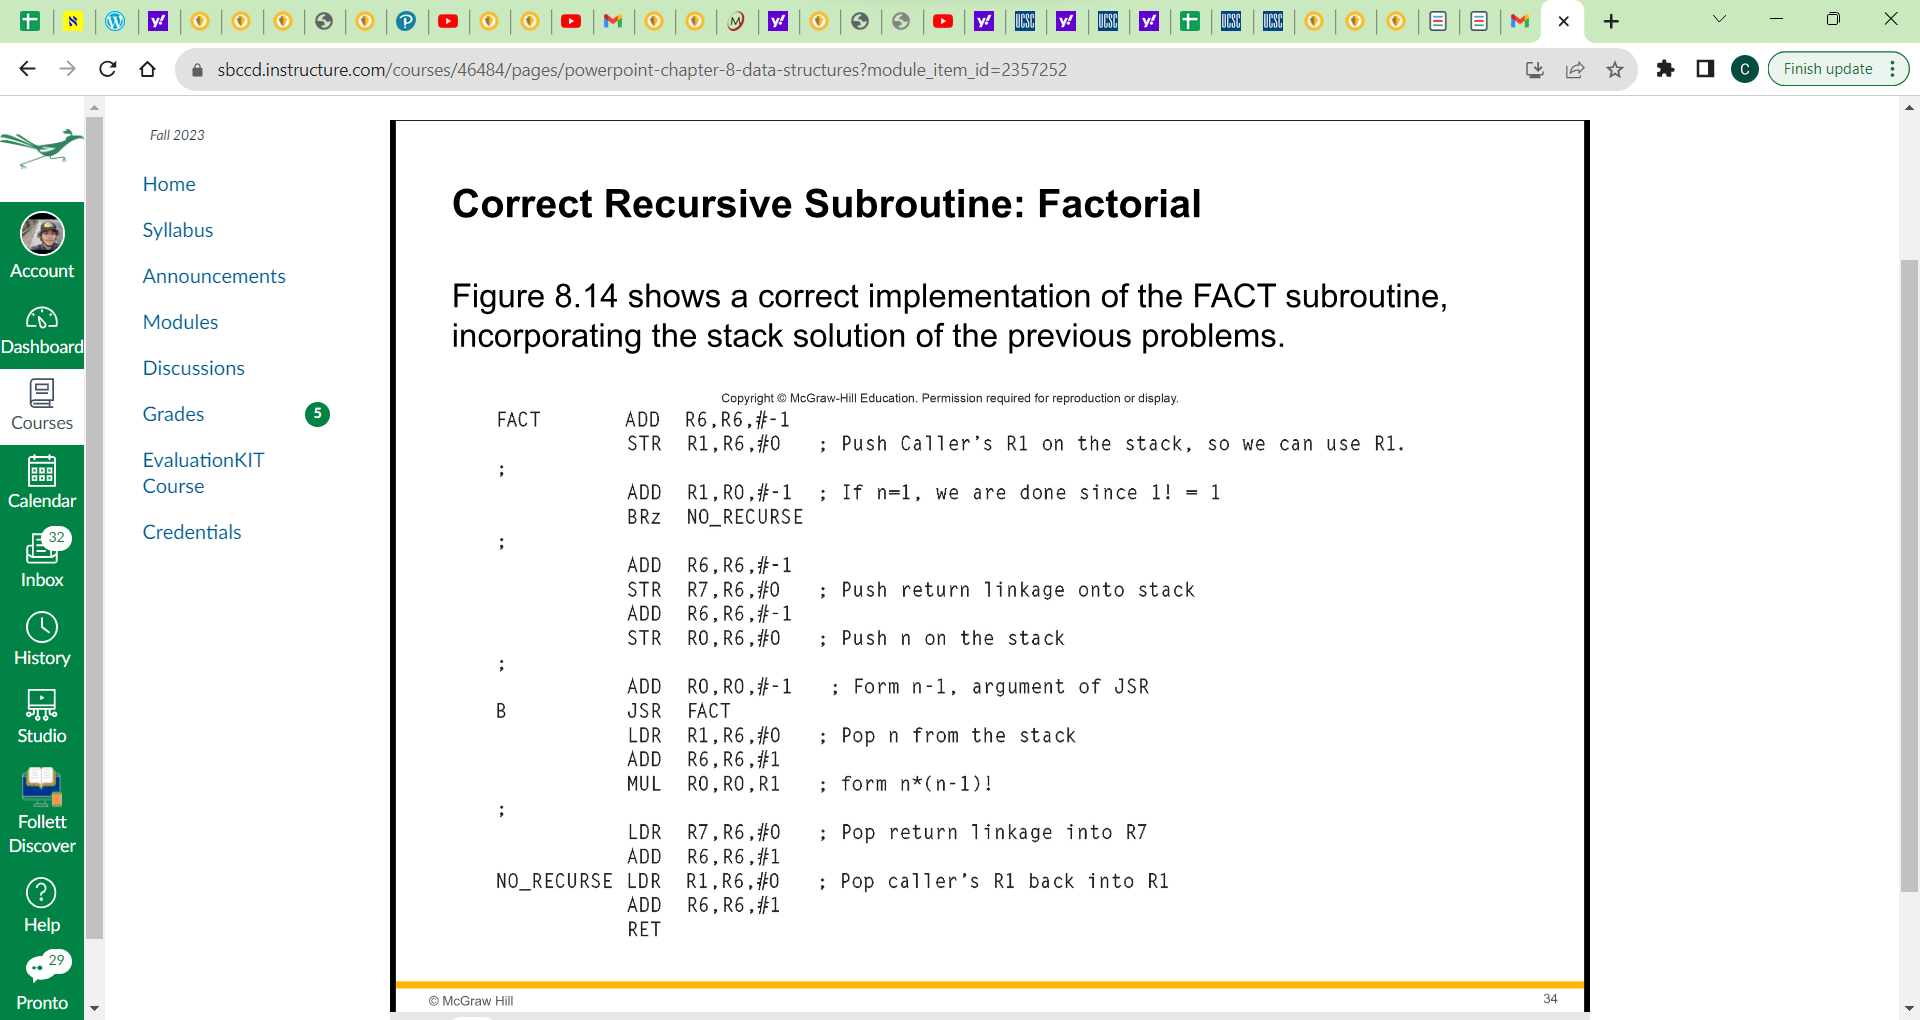 sbccd.instructure.com/courses/46484/pages/powerpoint-chapter-8-data-structures?module_item_id=2357252
C
Finish update
Fall 2023
Home
Syllabus
Announcements
Modules
Discussions
Grades 5
EvaluationKIT
Course
Credentials
Account
Dashboard
Courses
Calendar
32
Inbox
History
Studio
Follett
Discover
Help
29
Pronto
Correct Recursive Subroutine: Factorial
Figure 8.14 shows a correct implementation of the FACT subroutine,
incorporating the stack solution of the previous problems.
Copyright © McGraw-Hill Education. Permission required for reproduction or display.
FACT ADD R6,R6,#-1
STR R1,R6,#0 ; Push Caller's R1 on the stack, so we can use R1.
;
ADD R1,R0,#-1 ; If n=1, we are done since 1! = 1
BRz NO_RECURSE
;
ADD R6,R6,#-1
STR R7,R6,#0 ; Push return linkage onto stack
ADD R6,R6,#-1
STR R0,R6,#0 ; Push n on the stack
;
ADD R0,R0,#-1 ; Form n-1, argument of JSR
B JSR FACT
LDR R1,R6,#0 ; Pop n from the stack
ADD R6,R6,#1
MUL R0,R0,R1 ; form n*(n-1)!
;
LDR R7,R6,#0 ; Pop return linkage into R7
ADD R6,R6,#1
NO_RECURSE LDR R1,R6,#0 ; Pop caller's R1 back into R1
ADD R6,R6,#1
RET
© McGraw Hill
34